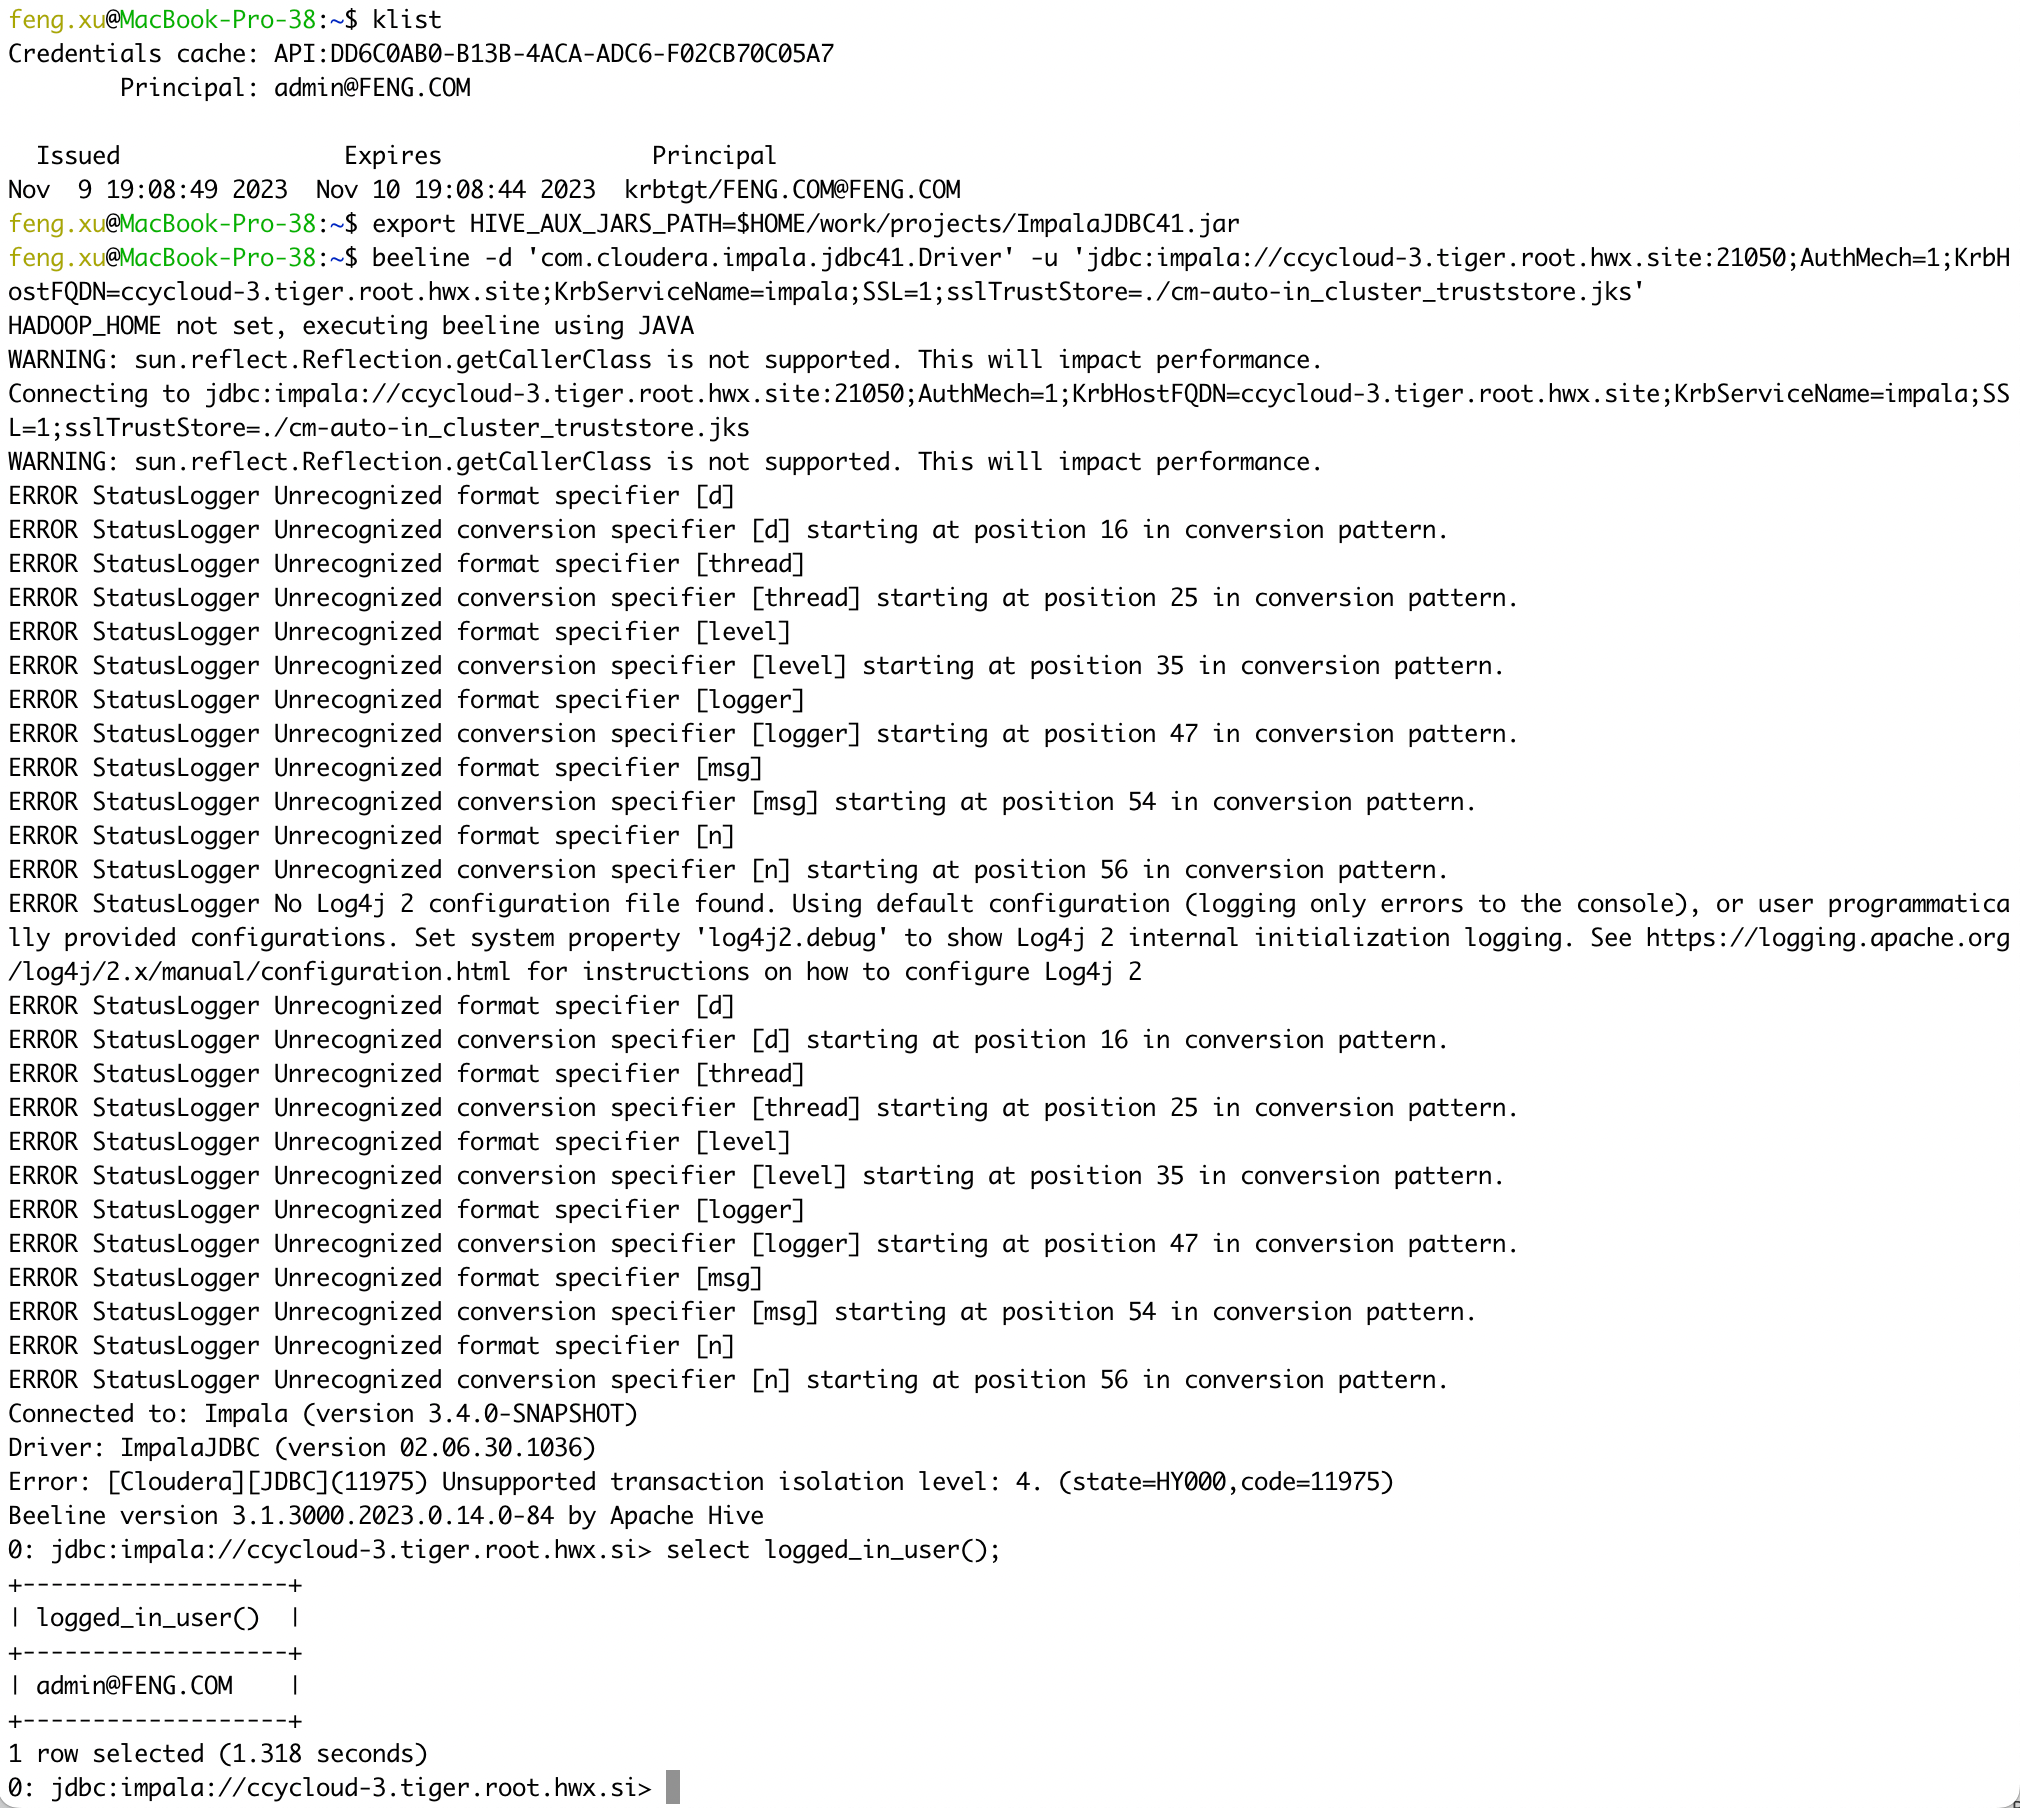 feng.xu@MacBook-Pro-38:~$ klist
Credentials cache: API:DD6C0AB0-B13B-4ACA-ADC6-F02CB70C05A7
        Principal: admin@FENG.COM

  Issued                Expires               Principal
Nov  9 19:08:49 2023  Nov 10 19:08:44 2023  krbtgt/FENG.COM@FENG.COM
feng.xu@MacBook-Pro-38:~$ export HIVE_AUX_JARS_PATH=$HOME/work/projects/ImpalaJDBC41.jar
feng.xu@MacBook-Pro-38:~$ beeline -d 'com.cloudera.impala.jdbc41.Driver' -u 'jdbc:impala://ccycloud-3.tiger.root.hwx.site:21050;AuthMech=1;KrbH
ostFQDN=ccycloud-3.tiger.root.hwx.site;KrbServiceName=impala;SSL=1;sslTrustStore=./cm-auto-in_cluster_truststore.jks'
HADOOP_HOME not set, executing beeline using JAVA
WARNING: sun.reflect.Reflection.getCallerClass is not supported. This will impact performance.
Connecting to jdbc:impala://ccycloud-3.tiger.root.hwx.site:21050;AuthMech=1;KrbHostFQDN=ccycloud-3.tiger.root.hwx.site;KrbServiceName=impala;SS
L=1;sslTrustStore=./cm-auto-in_cluster_truststore.jks
WARNING: sun.reflect.Reflection.getCallerClass is not supported. This will impact performance.
ERROR StatusLogger Unrecognized format specifier [d]
ERROR StatusLogger Unrecognized conversion specifier [d] starting at position 16 in conversion pattern.
ERROR StatusLogger Unrecognized format specifier [thread]
ERROR StatusLogger Unrecognized conversion specifier [thread] starting at position 25 in conversion pattern.
ERROR StatusLogger Unrecognized format specifier [level]
ERROR StatusLogger Unrecognized conversion specifier [level] starting at position 35 in conversion pattern.
ERROR StatusLogger Unrecognized format specifier [logger]
ERROR StatusLogger Unrecognized conversion specifier [logger] starting at position 47 in conversion pattern.
ERROR StatusLogger Unrecognized format specifier [msg]
ERROR StatusLogger Unrecognized conversion specifier [msg] starting at position 54 in conversion pattern.
ERROR StatusLogger Unrecognized format specifier [n]
ERROR StatusLogger Unrecognized conversion specifier [n] starting at position 56 in conversion pattern.
ERROR StatusLogger No Log4j 2 configuration file found. Using default configuration (logging only errors to the console), or user programmatica
lly provided configurations. Set system property 'log4j2.debug' to show Log4j 2 internal initialization logging. See https://logging.apache.org
/log4j/2.x/manual/configuration.html for instructions on how to configure Log4j 2
ERROR StatusLogger Unrecognized format specifier [d]
ERROR StatusLogger Unrecognized conversion specifier [d] starting at position 16 in conversion pattern.
ERROR StatusLogger Unrecognized format specifier [thread]
ERROR StatusLogger Unrecognized conversion specifier [thread] starting at position 25 in conversion pattern.
ERROR StatusLogger Unrecognized format specifier [level]
ERROR StatusLogger Unrecognized conversion specifier [level] starting at position 35 in conversion pattern.
ERROR StatusLogger Unrecognized format specifier [logger]
ERROR StatusLogger Unrecognized conversion specifier [logger] starting at position 47 in conversion pattern.
ERROR StatusLogger Unrecognized format specifier [msg]
ERROR StatusLogger Unrecognized conversion specifier [msg] starting at position 54 in conversion pattern.
ERROR StatusLogger Unrecognized format specifier [n]
ERROR StatusLogger Unrecognized conversion specifier [n] starting at position 56 in conversion pattern.
Connected to: Impala (version 3.4.0-SNAPSHOT)
Driver: ImpalaJDBC (version 02.06.30.1036)
Error: [Cloudera][JDBC](11975) Unsupported transaction isolation level: 4. (state=HY000,code=11975)
Beeline version 3.1.3000.2023.0.14.0-84 by Apache Hive
0: jdbc:impala://ccycloud-3.tiger.root.hwx.si> select logged_in_user();
+-------------------+
| logged_in_user()  |
+-------------------+
| admin@FENG.COM    |
+-------------------+
1 row selected (1.318 seconds)
0: jdbc:impala://ccycloud-3.tiger.root.hwx.si>